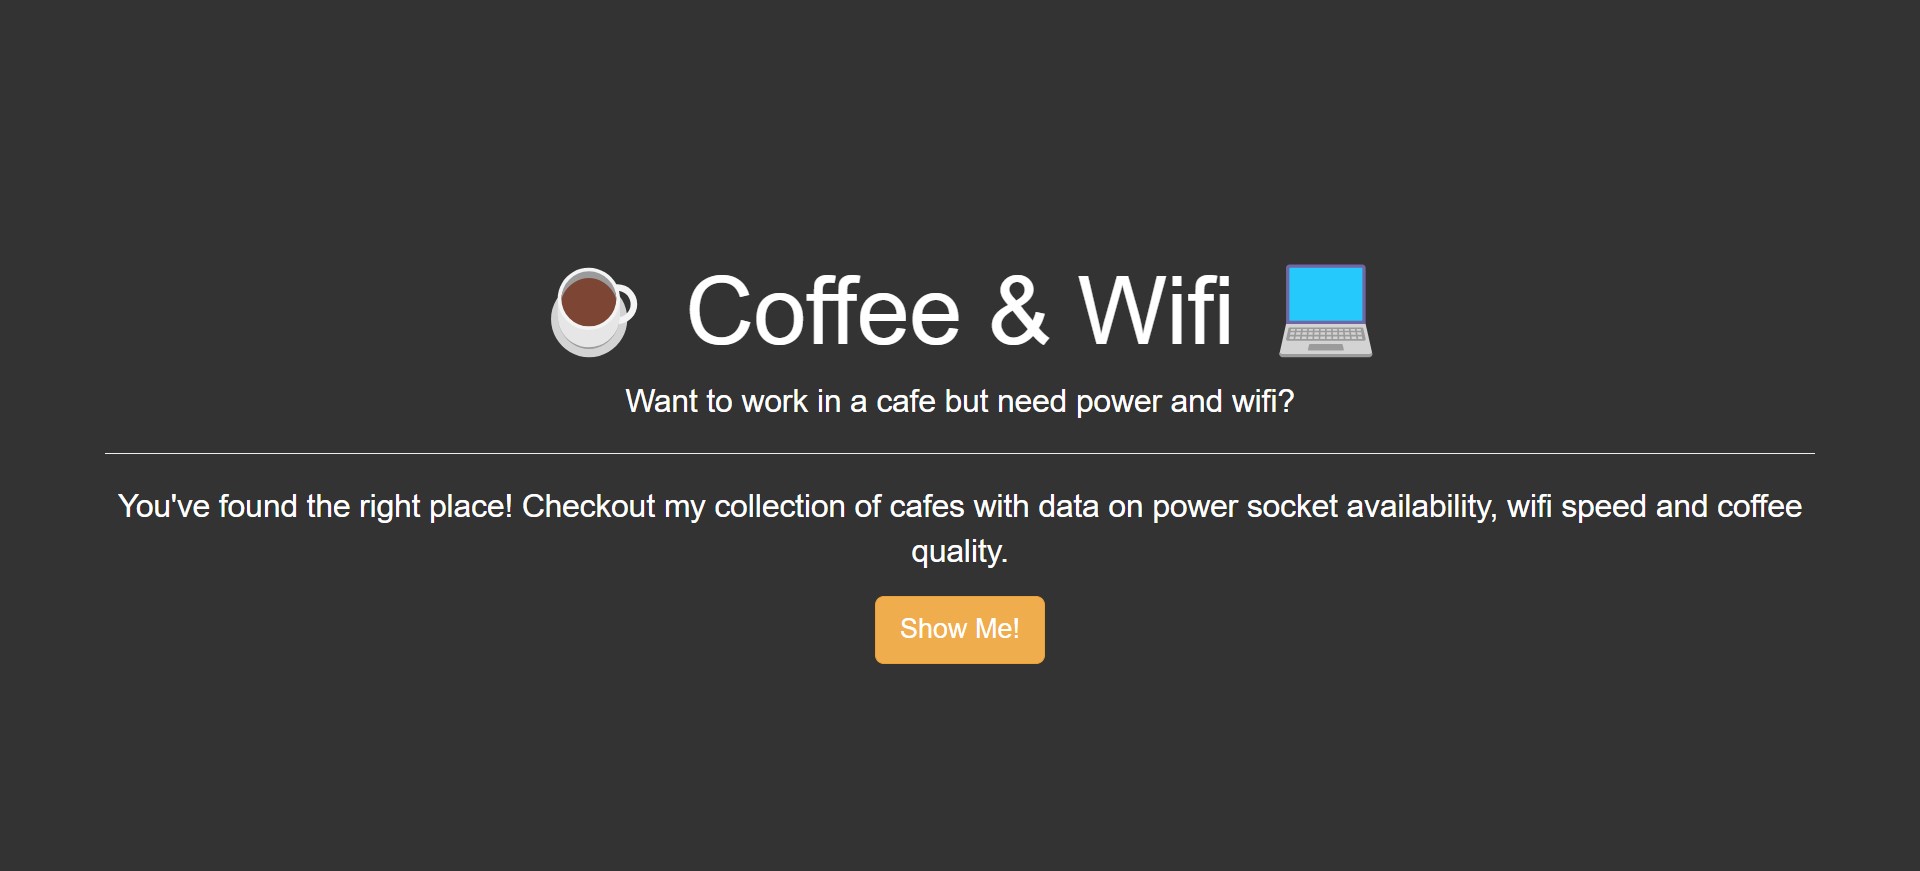 Coffee & Wifi
Want to work in a cafe but need power and wifi?
You've found the right place! Checkout my collection of cafes with data on power socket availability, wifi speed and coffee
quality.
Show Me!